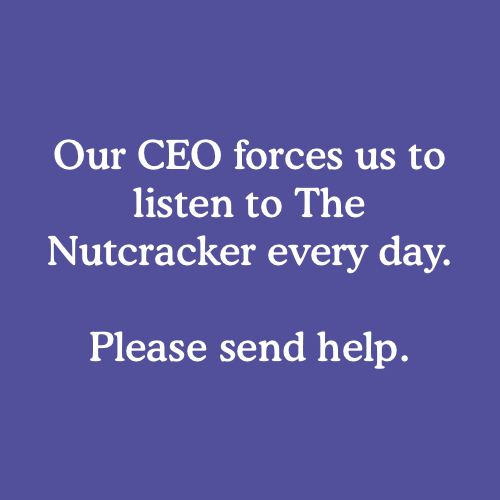 Our CEO forces us to
listen to The
Nutcracker every day.
Please send help.